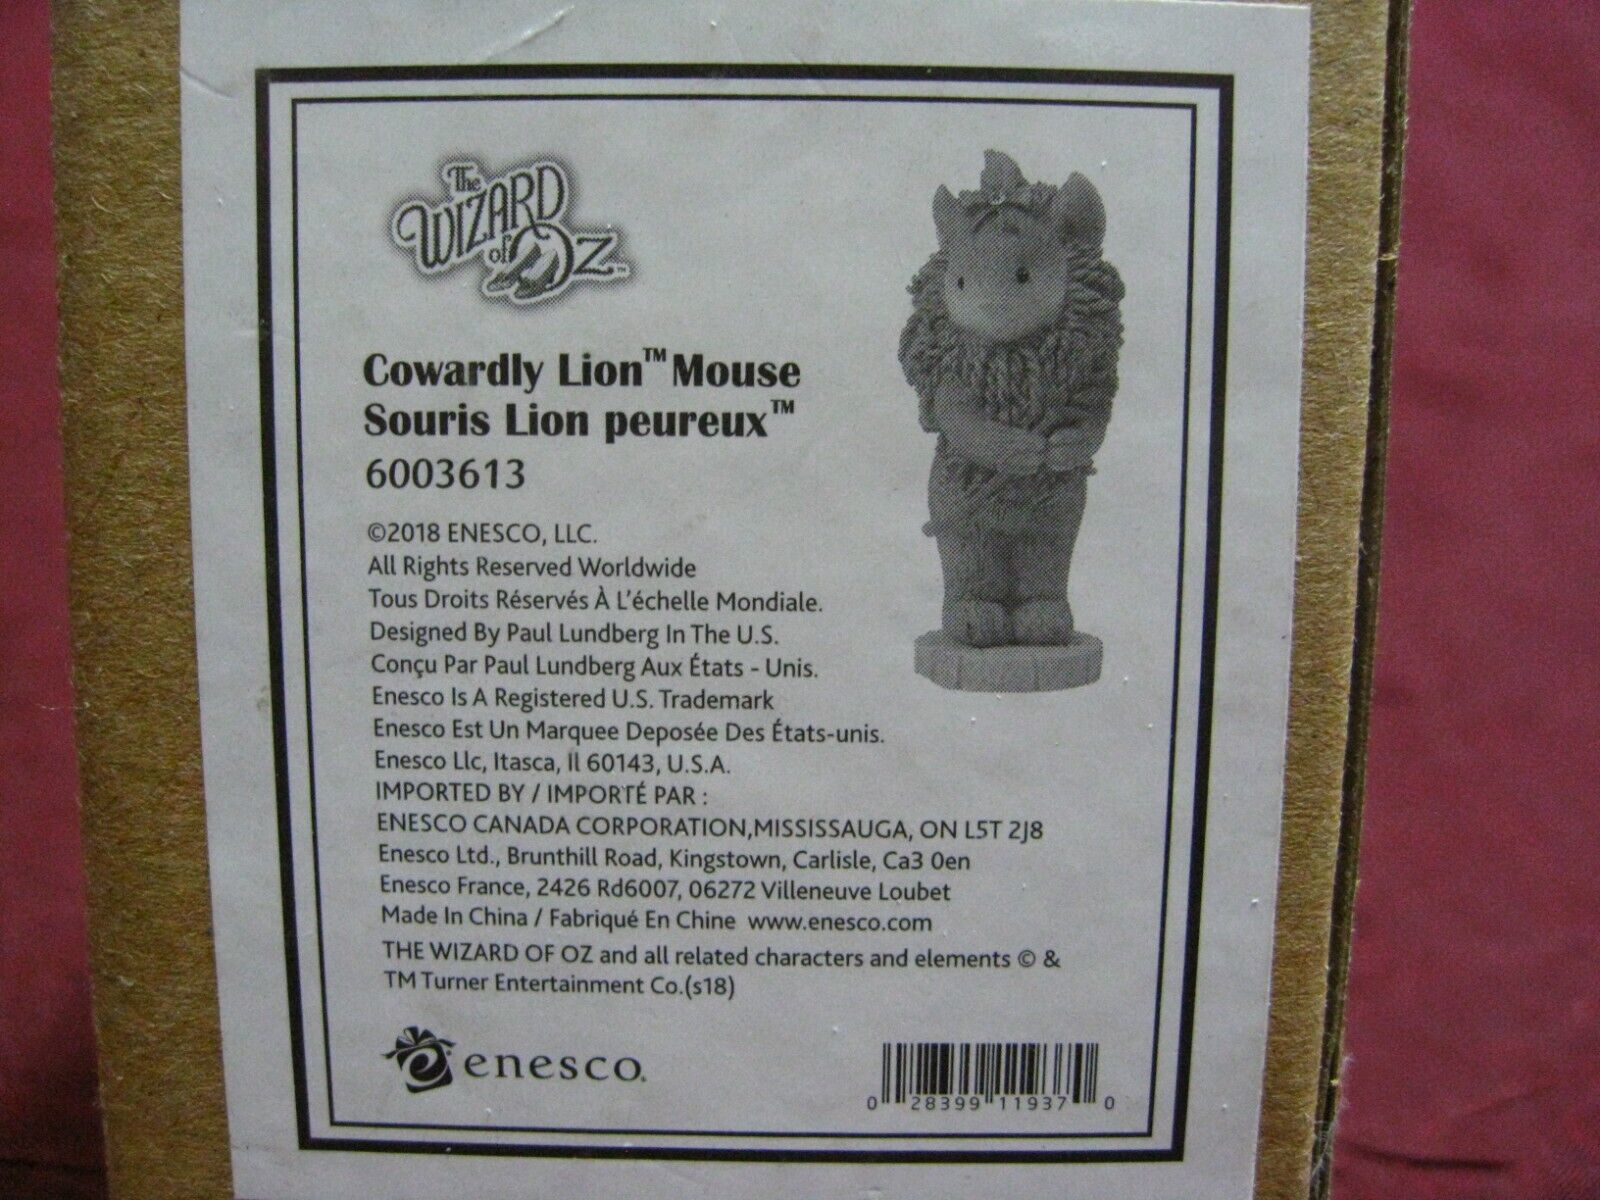 The
WIZARD
of OZ™
Cowardly Lion™ Mouse
Souris Lion peureux™
6003613
©2018 ENESCO, LLC.
All Rights Reserved Worldwide
Tous Droits Réservés À L'échelle Mondiale.
Designed By Paul Lundberg In The U.S.
Conçu Par Paul Lundberg Aux États - Unis.
Enesco Is A Registered U.S. Trademark
Enesco Est Un Marquee Deposée Des États-unis.
Enesco Llc, Itasca, Il 60143, U.S.A.
IMPORTED BY / IMPORTÉ PAR :
ENESCO CANADA CORPORATION,MISSISSAUGA, ON L5T 2J8
Enesco Ltd., Brunthill Road, Kingstown, Carlisle, Ca3 0en
Enesco France, 2426 Rd6007, 06272 Villeneuve Loubet
Made In China / Fabriqué En Chine www.enesco.com
THE WIZARD OF OZ and all related characters and elements © &
TM Turner Entertainment Co.(s18)
enesco.
0 28399 11937 0